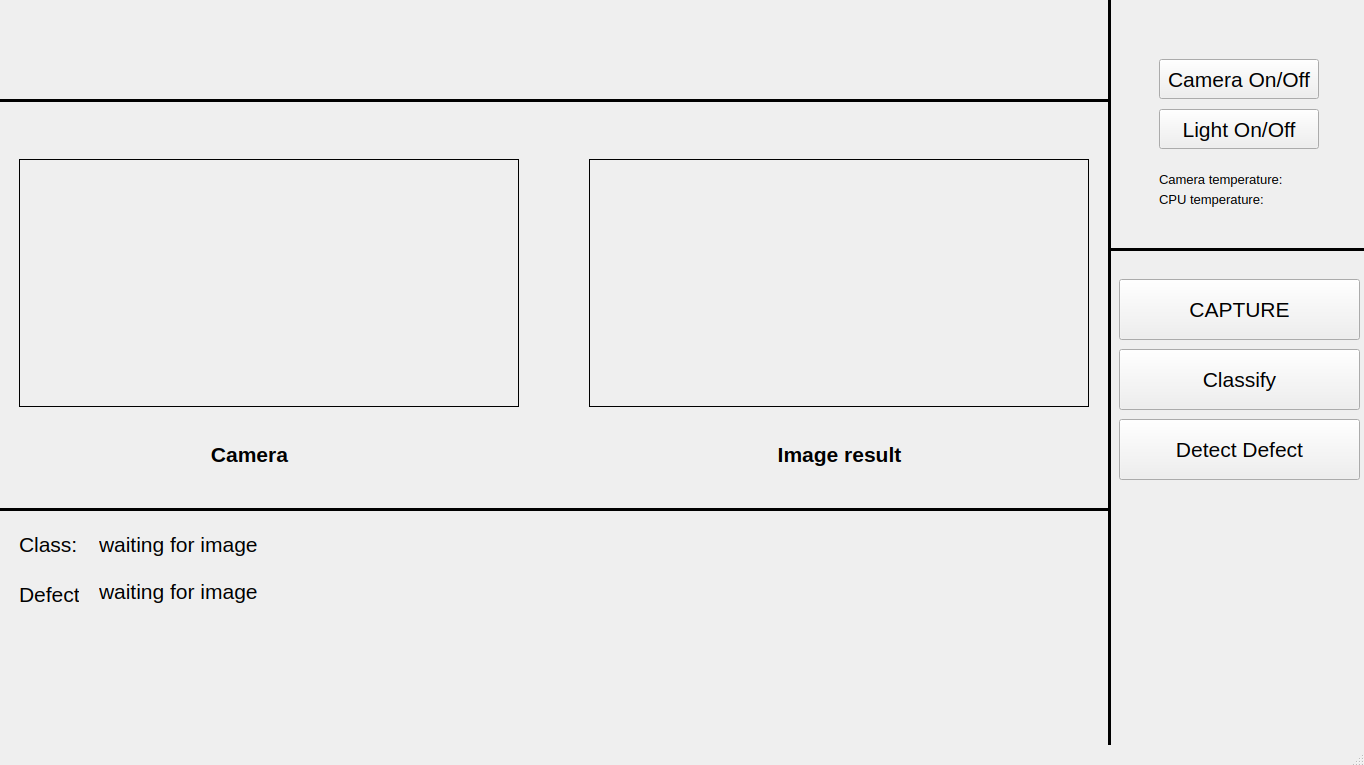 Camera On/Off
Light On/Off
Camera temperature:
CPU temperature:
CAPTURE
Classify
Detect Defect
Camera
Image result
Class: waiting for image
Defect waiting for image